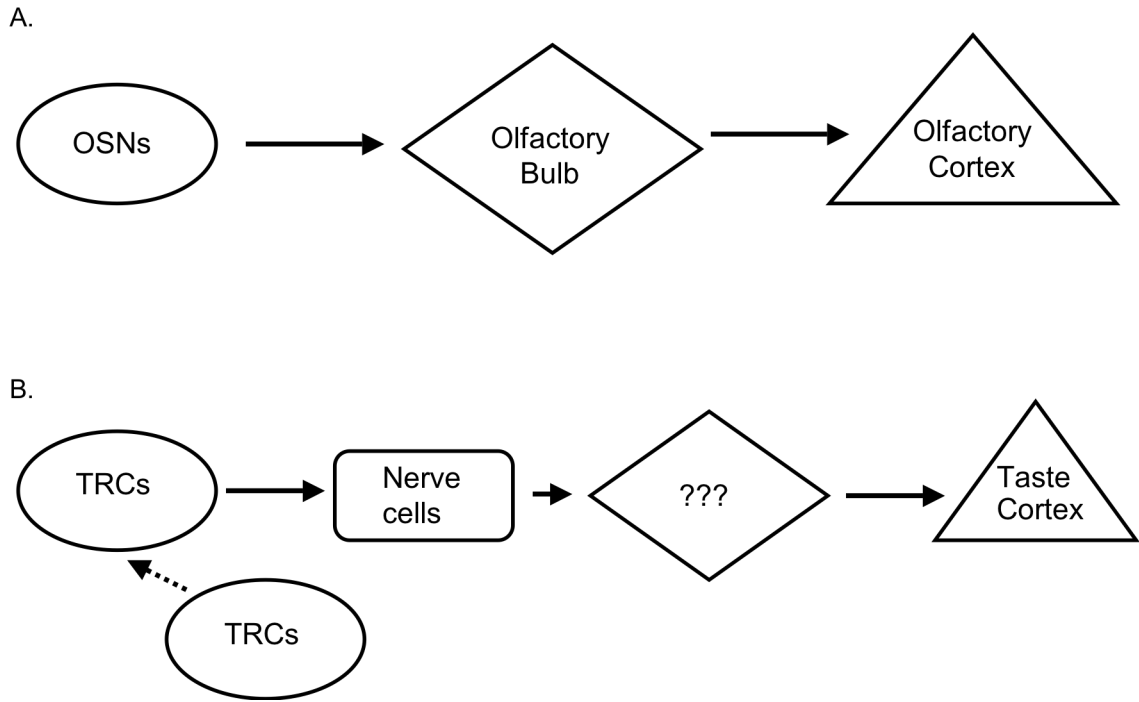 A.
OSNs
Olfactory
Bulb
Olfactory
Cortex
B.
TRCs
Nerve
cells
???
Taste
Cortex
TRCs